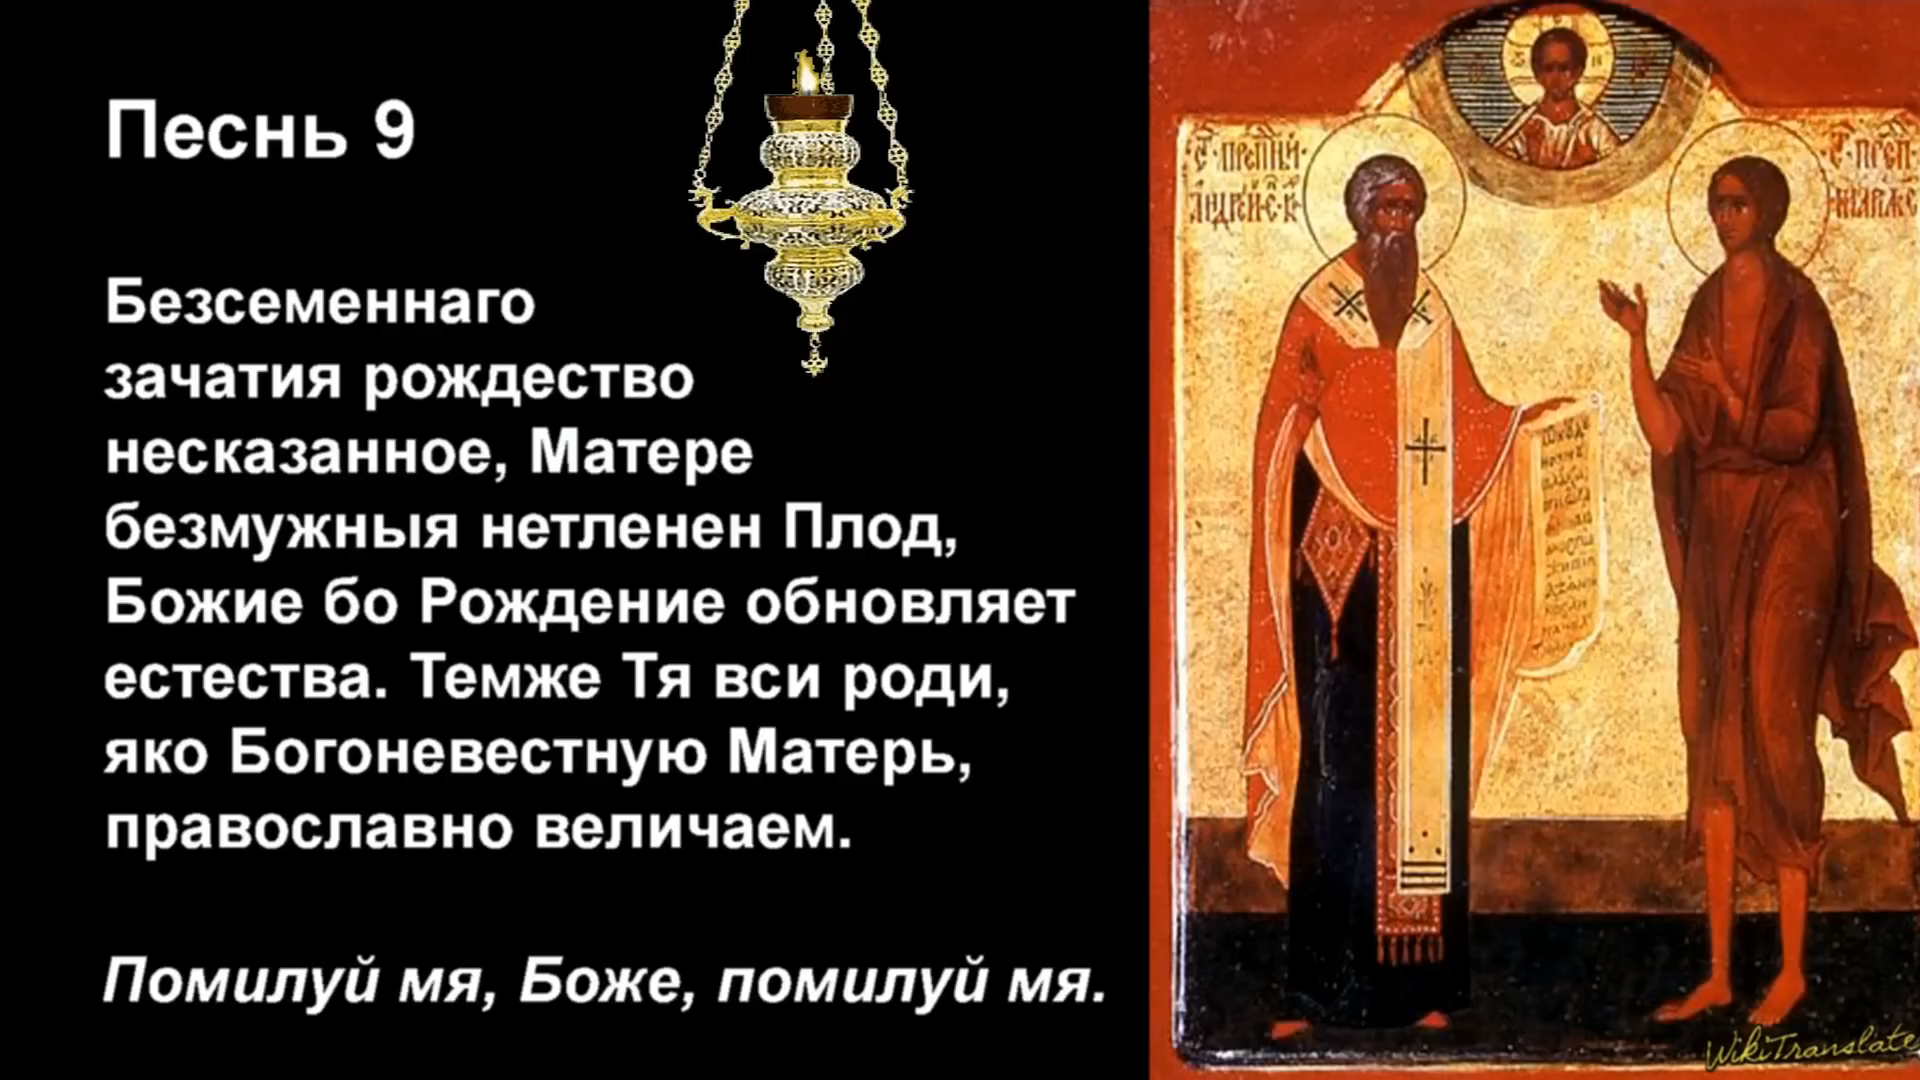 Песнь 9
Безсеменнаго
зачатия рождество
несказанное, Матере
безмужныя нетленен Плод,
Божие бо Рождение обновляет
естества. Темже Тя вси роди,
яко Богоневестную Матерь,
православно величаем.
Помилуй мя, Боже, помилуй мя.
WikiTranslate